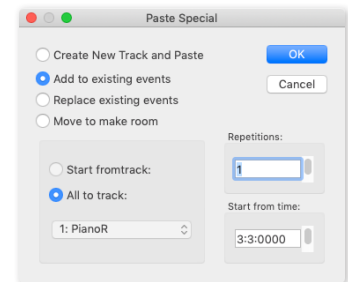 Paste Special
Create New Track and Paste
OK
Add to existing events
Cancel
Replace existing events
Move to make room
Repetitions:
Start fromtrack:
1
All to track:
Start from time:
1: PianoR
3:3:0000